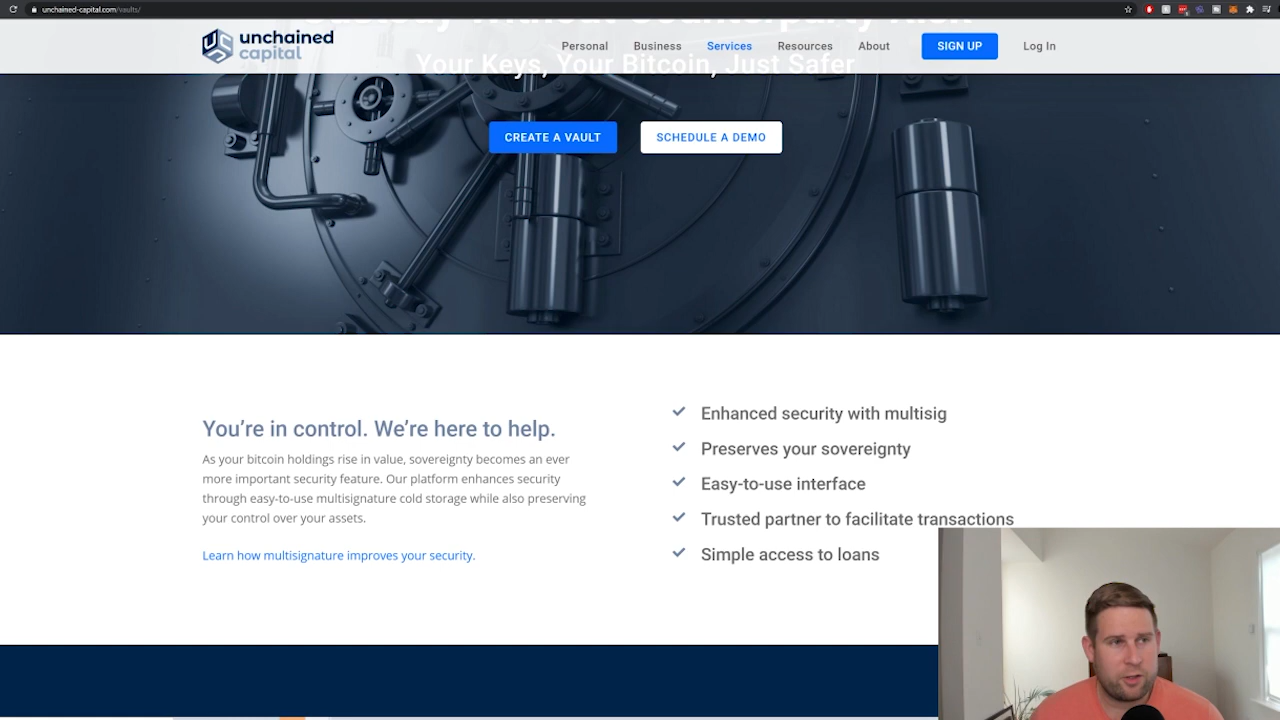 unchained-capital.com/vaults/
unchained
capital
Personal
Business
Services
Resources
About
SIGN UP
Log In
Your Keys, Your Bitcoin, Just Safer
CREATE A VAULT
SCHEDULE A DEMO
You're in control. We're here to help.
As your bitcoin holdings rise in value, sovereignty becomes an ever
more important security feature. Our platform enhances security
through easy-to-use multisignature cold storage while also preserving
your control over your assets.
Learn how multisignature improves your security.
Enhanced security with multisig
Preserves your sovereignty
Easy-to-use interface
Trusted partner to facilitate transactions
Simple access to loans